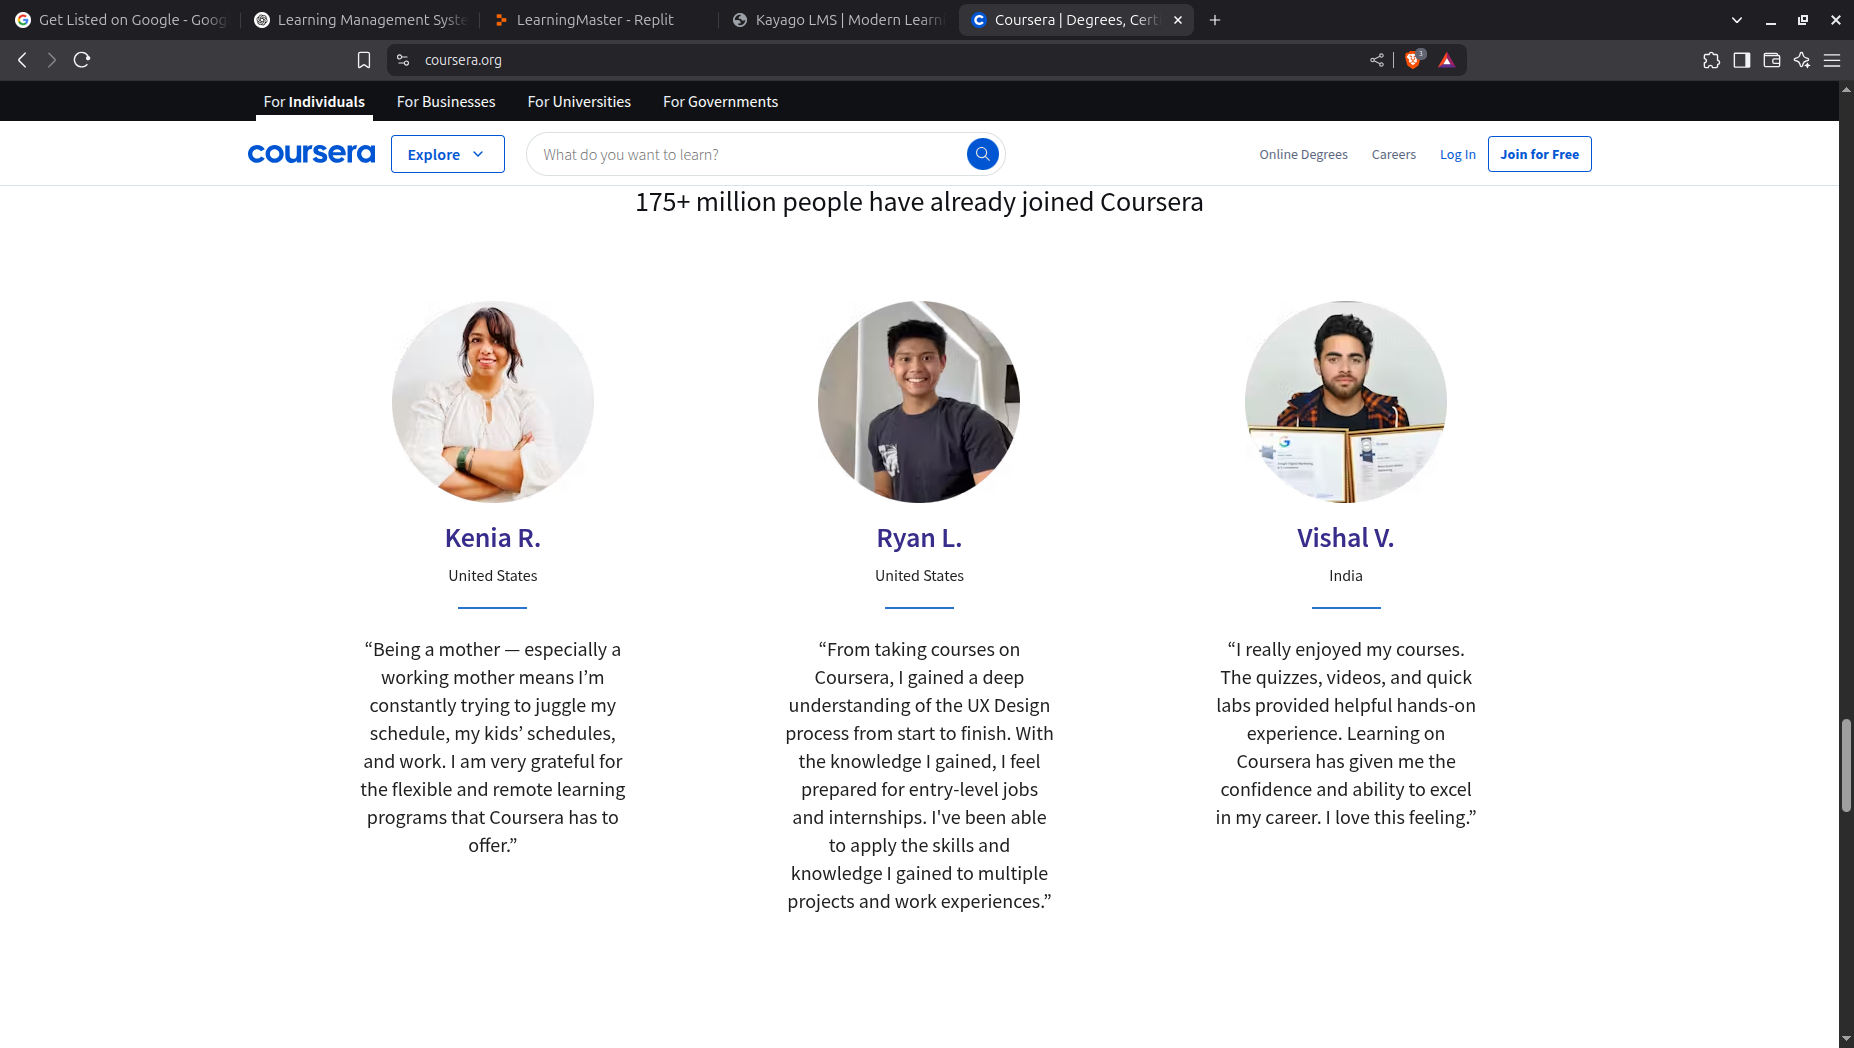 Get Listed on Google - Goog
Learning Management Syste
LearningMaster - Replit
Kayago LMS | Modern Learni
Coursera | Degrees, Cert
coursera.org
3
For Individuals
For Businesses
For Universities
For Governments
coursera
Explore
What do you want to learn?
Online Degrees
Careers
Log In
Join for Free
175+ million people have already joined Coursera
Kenia R.
United States
“Being a mother — especially a
working mother means I’m
constantly trying to juggle my
schedule, my kids’ schedules,
and work. I am very grateful for
the flexible and remote learning
programs that Coursera has to
offer.”
Ryan L.
United States
“From taking courses on
Coursera, I gained a deep
understanding of the UX Design
process from start to finish. With
the knowledge I gained, I feel
prepared for entry-level jobs
and internships. I've been able
to apply the skills and
knowledge I gained to multiple
projects and work experiences.”
Vishal V.
India
“I really enjoyed my courses.
The quizzes, videos, and quick
labs provided helpful hands-on
experience. Learning on
Coursera has given me the
confidence and ability to excel
in my career. I love this feeling.”